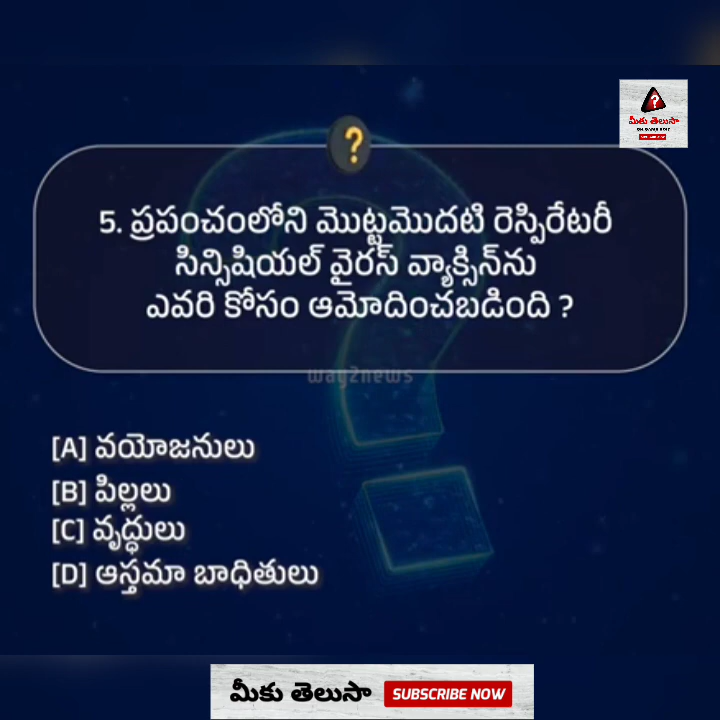 మీకు తెలుసా
?
5. ప్రపంచంలోని మొట్టమొదటి రెస్పిరేటరీ
సిన్సిషియల్ వైరస్ వ్యాక్సిన్‌ను
ఎవరి కోసం ఆమోదించబడింది ?
way2news
[A] వయోజనులు
[B] పిల్లలు
[C] వృద్ధులు
[D] ఆస్తమా బాధితులు
మీకు తెలుసా SUBSCRIBE NOW